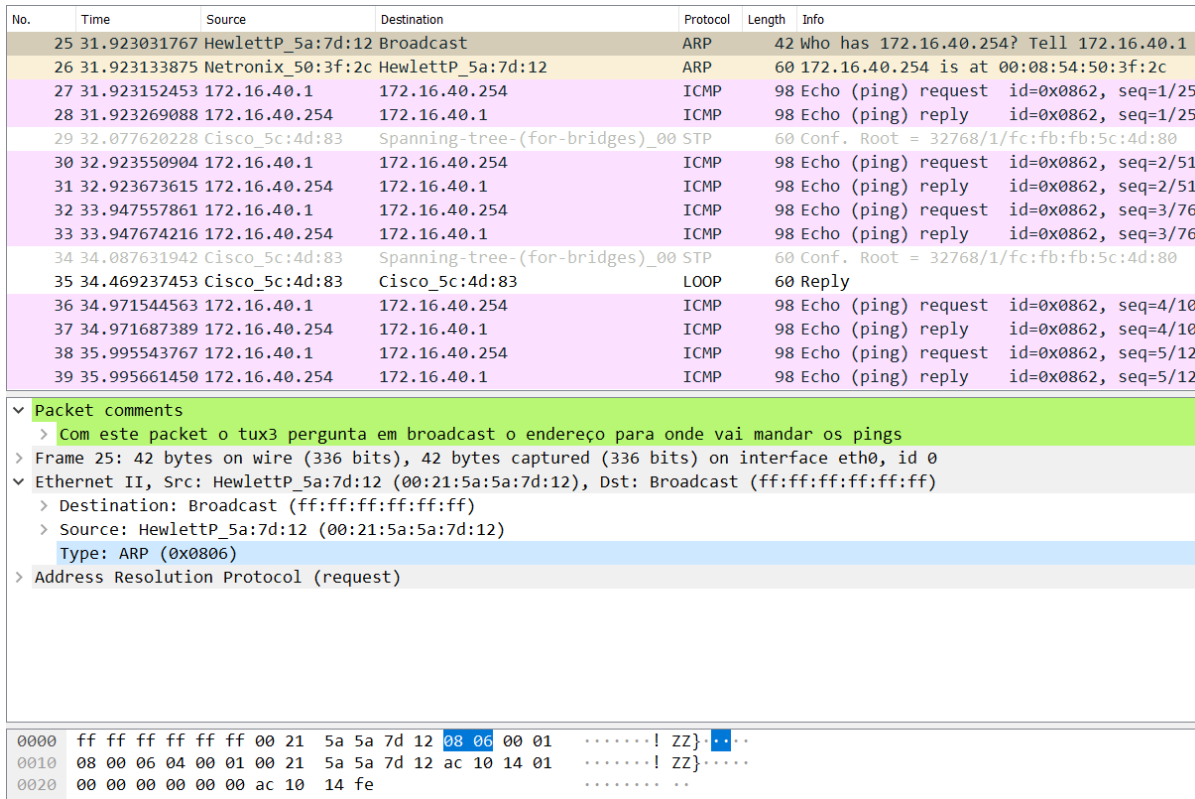 No. Time Source Destination Protocol Length Info
25 31.923031767 HewlettP_5a:7d:12 Broadcast ARP 42 Who has 172.16.40.254? Tell 172.16.40.1
26 31.923133875 Netronix_50:3f:2c HewlettP_5a:7d:12 ARP 60 172.16.40.254 is at 00:08:54:50:3f:2c
27 31.923152453 172.16.40.1 172.16.40.254 ICMP 98 Echo (ping) request id=0x0862, seq=1/25
28 31.923269088 172.16.40.254 172.16.40.1 ICMP 98 Echo (ping) reply id=0x0862, seq=1/25
29 32.077620228 Cisco_5c:4d:83 Spanning-tree-(for-bridges)_00 STP 60 Conf. Root = 32768/1/fc:fb:fb:5c:4d:80
30 32.923550904 172.16.40.1 172.16.40.254 ICMP 98 Echo (ping) request id=0x0862, seq=2/51
31 32.923673615 172.16.40.254 172.16.40.1 ICMP 98 Echo (ping) reply id=0x0862, seq=2/51
32 33.947557861 172.16.40.1 172.16.40.254 ICMP 98 Echo (ping) request id=0x0862, seq=3/76
33 33.947674216 172.16.40.254 172.16.40.1 ICMP 98 Echo (ping) reply id=0x0862, seq=3/76
34 34.087631942 Cisco_5c:4d:83 Spanning-tree-(for-bridges)_00 STP 60 Conf. Root = 32768/1/fc:fb:fb:5c:4d:80
35 34.469237453 Cisco_5c:4d:83 Cisco_5c:4d:83 LOOP 60 Reply
36 34.971544563 172.16.40.1 172.16.40.254 ICMP 98 Echo (ping) request id=0x0862, seq=4/10
37 34.971687389 172.16.40.254 172.16.40.1 ICMP 98 Echo (ping) reply id=0x0862, seq=4/10
38 35.995543767 172.16.40.1 172.16.40.254 ICMP 98 Echo (ping) request id=0x0862, seq=5/12
39 35.995661450 172.16.40.254 172.16.40.1 ICMP 98 Echo (ping) reply id=0x0862, seq=5/12
Packet comments
Com este packet o tux3 pergunta em broadcast o endereço para onde vai mandar os pings
Frame 25: 42 bytes on wire (336 bits), 42 bytes captured (336 bits) on interface eth0, id 0
Ethernet II, Src: HewlettP_5a:7d:12 (00:21:5a:5a:7d:12), Dst: Broadcast (ff:ff:ff:ff:ff:ff)
Destination: Broadcast (ff:ff:ff:ff:ff:ff)
Source: HewlettP_5a:7d:12 (00:21:5a:5a:7d:12)
Type: ARP (0x0806)
Address Resolution Protocol (request)
0000 ff ff ff ff ff ff 00 21 5a 5a 7d 12 08 06 00 01 ·······! ZZ}·····
0010 08 00 06 04 00 01 00 21 5a 5a 7d 12 ac 10 14 01 ·······! ZZ}·····
0020 00 00 00 00 00 00 ac 10 14 fe ········ ··